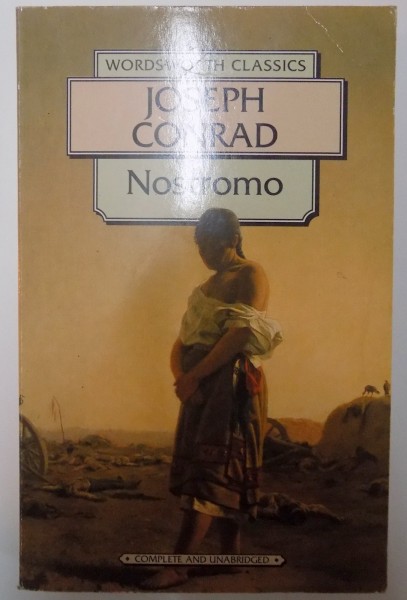 WORDSWORTH CLASSICS
JOSEPH
CONRAD
Nostromo
COMPLETE AND UNABRIDGED